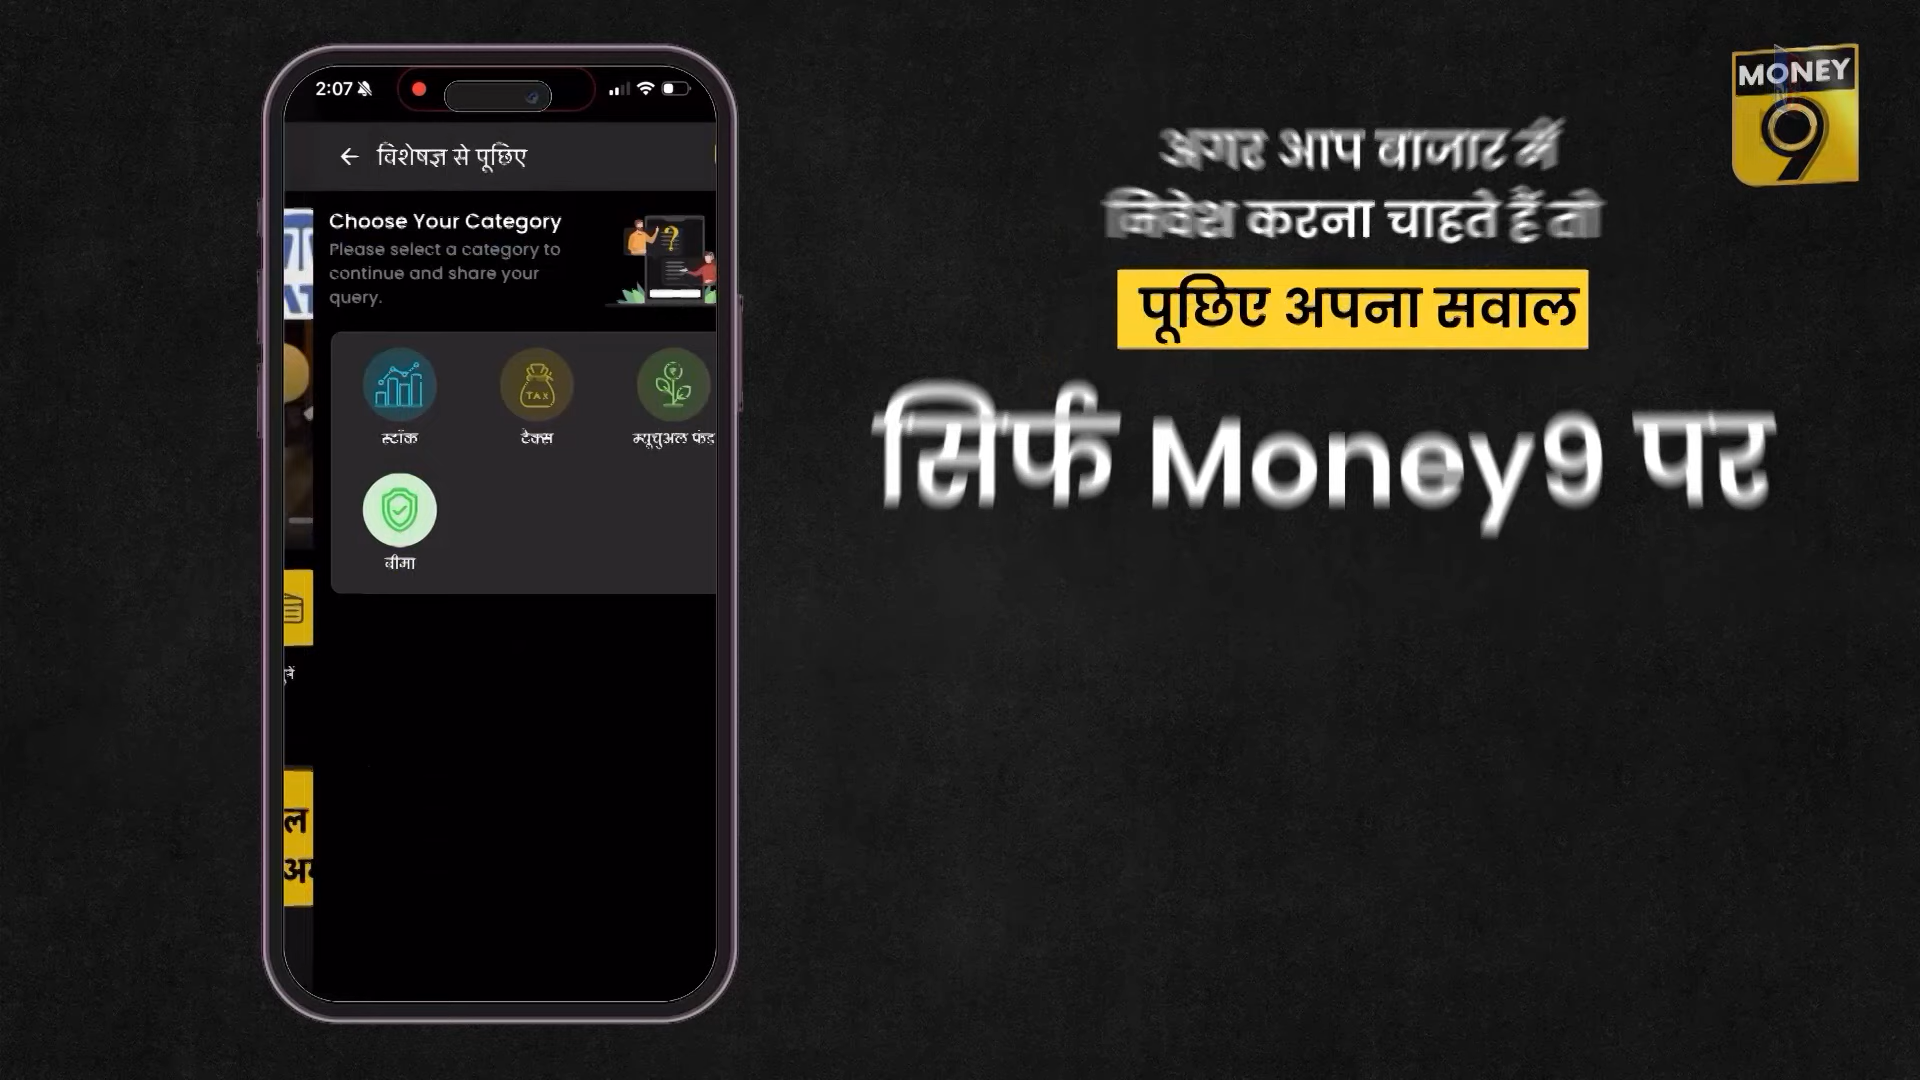 2:07
विशेषज्ञ से पूछिए
Choose Your Category
Please select a category to
continue and share your
query.
स्टॉक
टैक्स
TAX
म्यूचुअल फंड
बीमा
ल
अगर आप बाजार में
निवेश करना चाहते हैं तो
पूछिए अपना सवाल
सिर्फ Money9 पर
MONEY
9